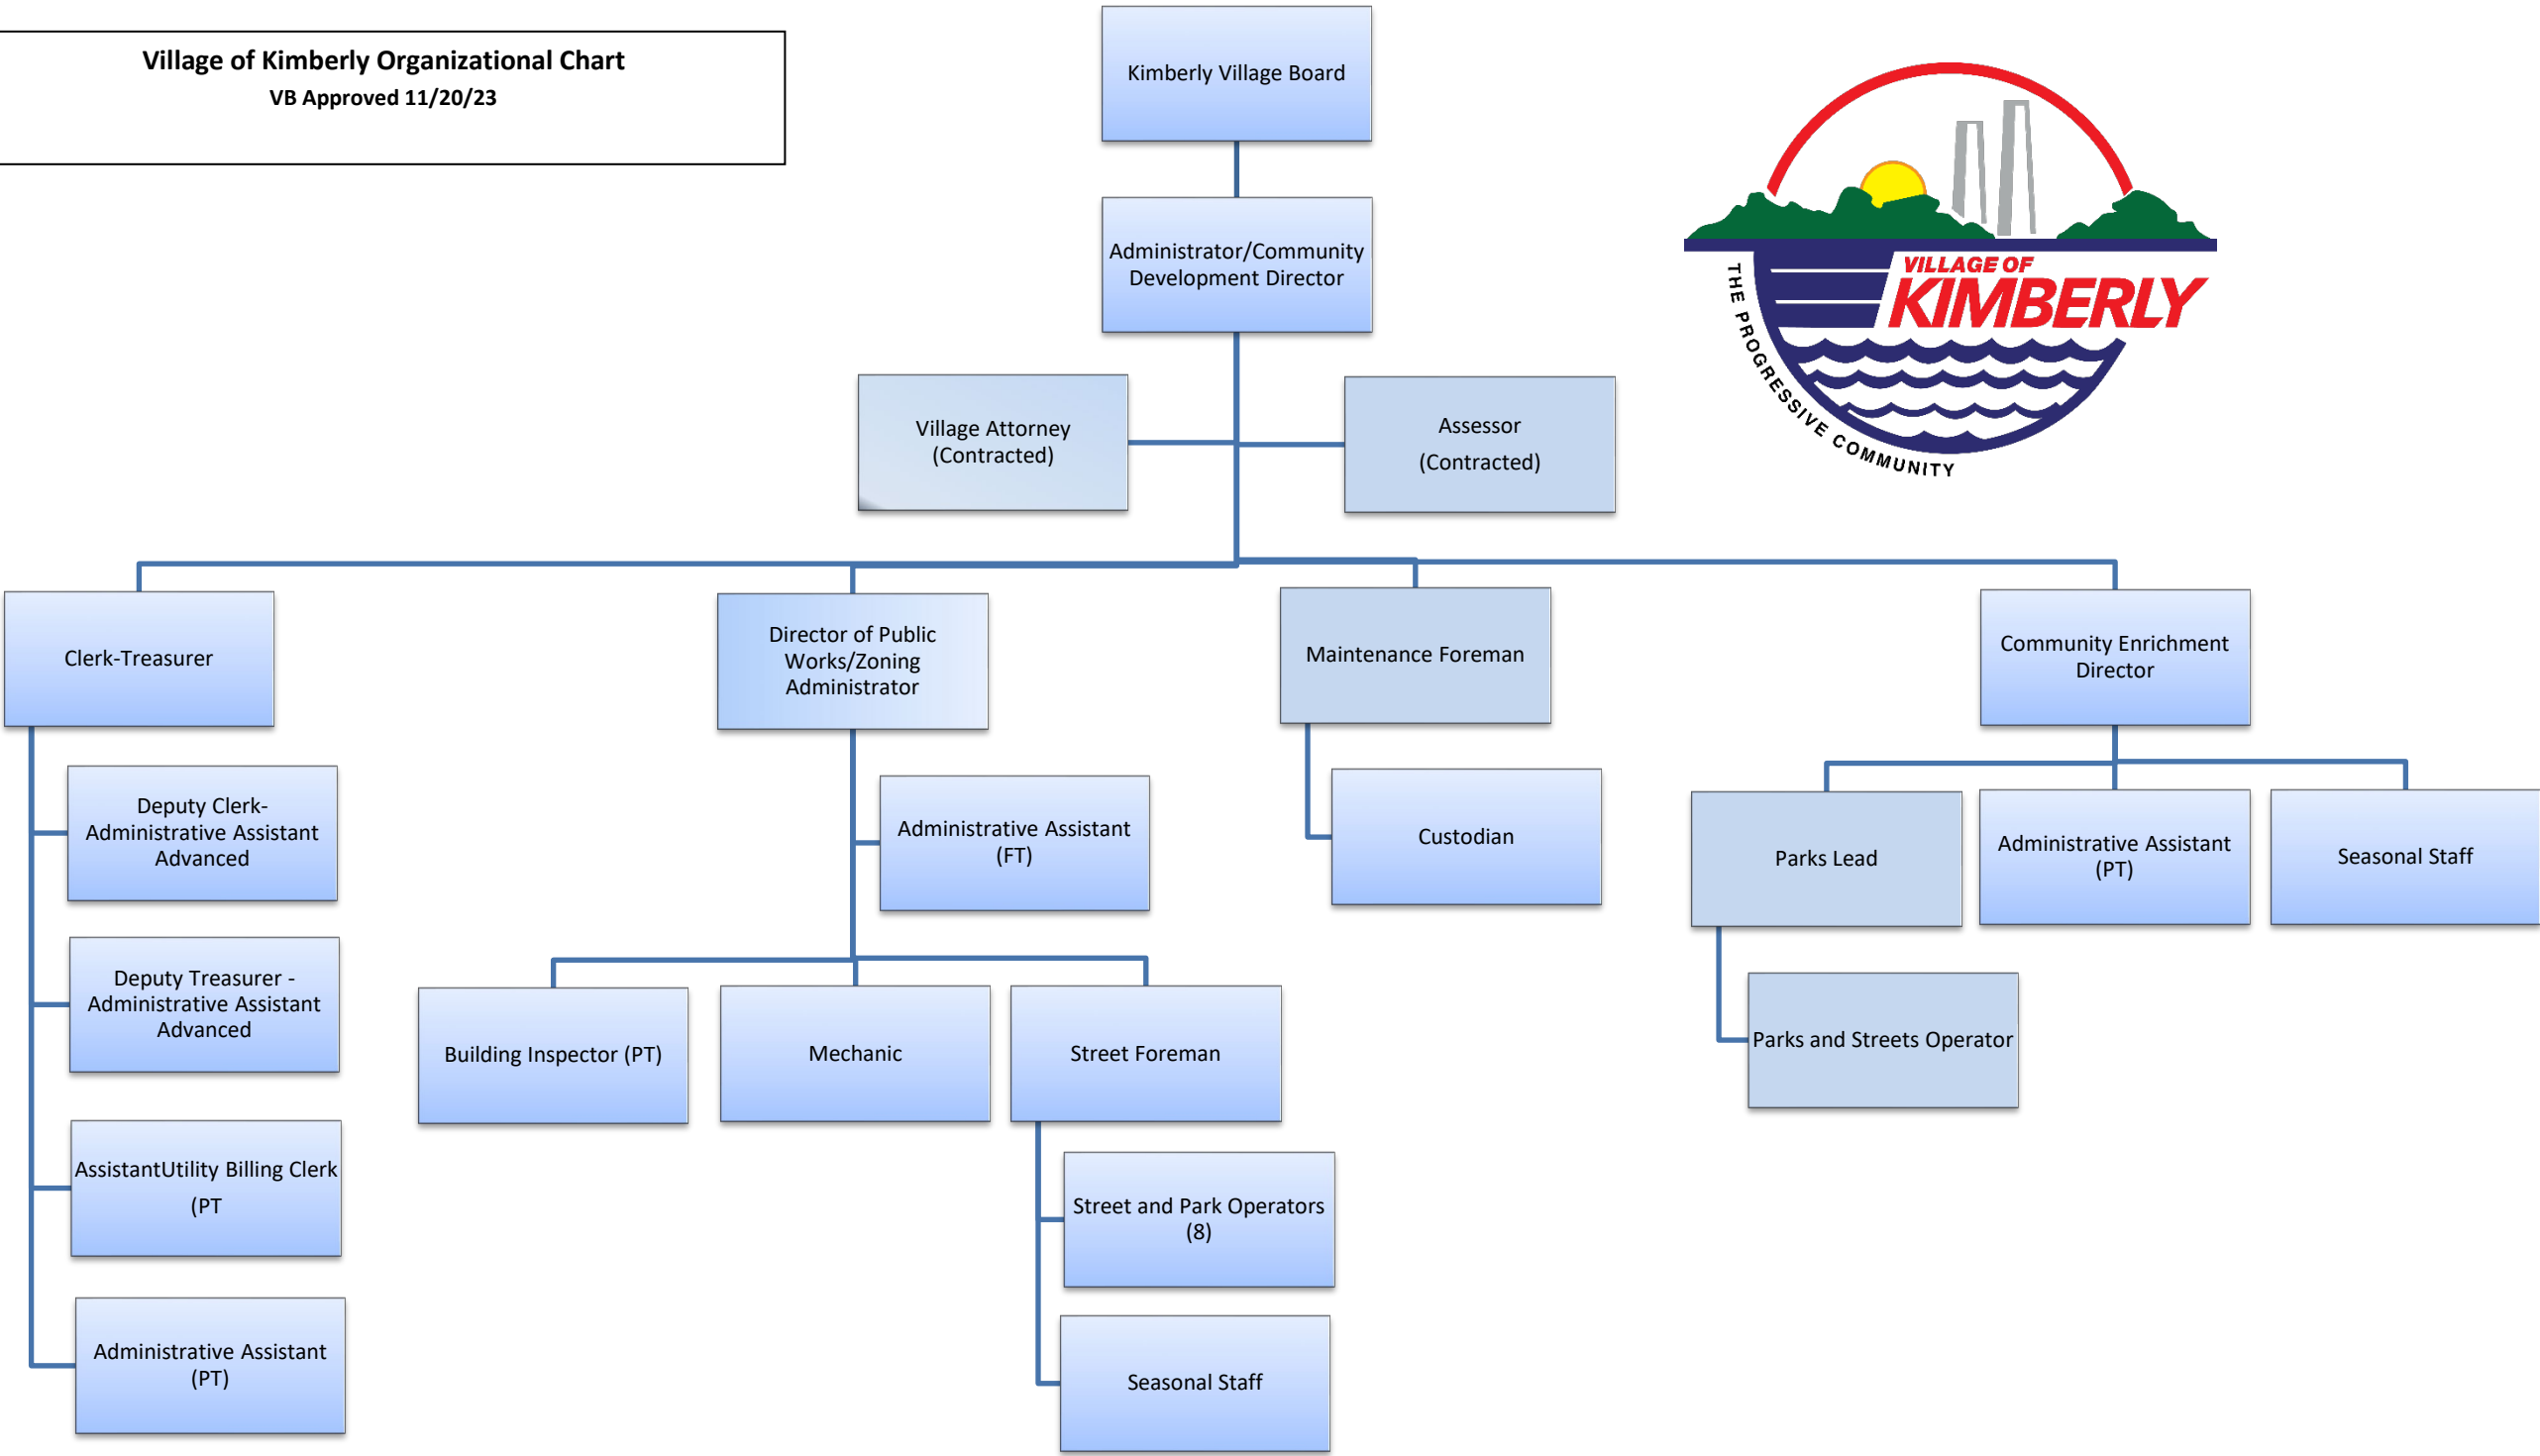 Village of Kimberly Organizational Chart
VB Approved 11/20/23
Kimberly Village Board
Administrator/Community
Development Director
VILLAGE OF
KIMBERLY
THE PROGRESSIVE COMMUNITY
Village Attorney
(Contracted)
Assessor
(Contracted)
Clerk-Treasurer
Director of Public
Works/Zoning
Administrator
Maintenance Foreman
Community Enrichment
Director
Deputy Clerk-
Administrative Assistant
Advanced
Administrative Assistant
(FT)
Custodian
Parks Lead
Administrative Assistant
(PT)
Seasonal Staff
Deputy Treasurer -
Administrative Assistant
Advanced
Building Inspector (PT)
Mechanic
Street Foreman
Parks and Streets Operator
AssistantUtility Billing Clerk
(PT
Street and Park Operators
(8)
Administrative Assistant
(PT)
Seasonal Staff